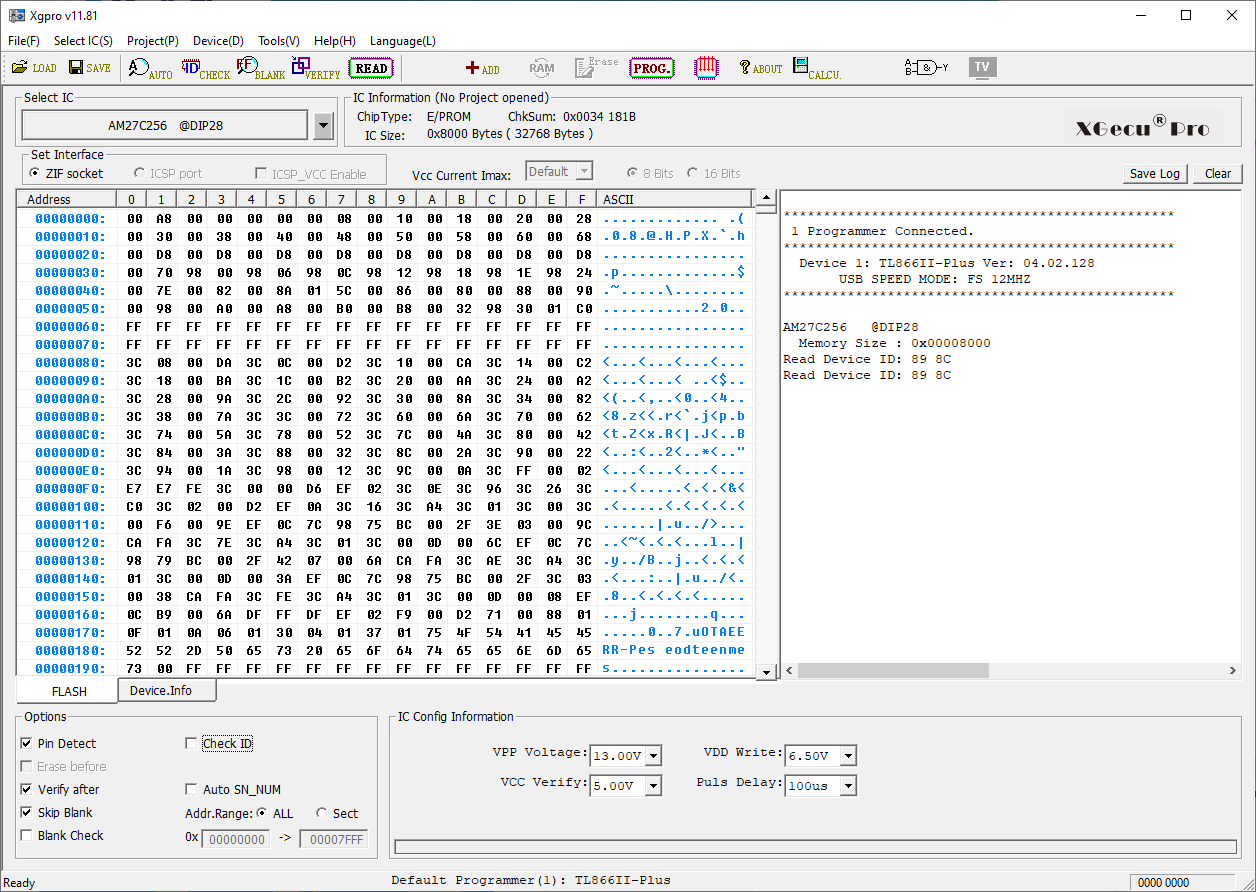 Xgpro v11.81
File(F) Select IC(S) Project(P) Device(D) Tools(V) Help(H) Language(L)
LOAD SAVE AUTO CHECK BLANK VERIFY READ ADD RAM Erase PROG. ABOUT CALCU. TV
Select IC
AM27C256 @DIP28
IC Information (No Project opened)
ChipType: E/PROM ChkSum: 0x0034 181B
IC Size: 0x8000 Bytes ( 32768 Bytes )
XGecu® Pro
Set Interface
ZIF socket ICSP port ICSP_VCC Enable
Vcc Current Imax: Default 8 Bits 16 Bits
Save Log Clear
Address 0 1 2 3 4 5 6 7 8 9 A B C D E F ASCII
00000000: 00 A8 00 00 00 00 00 08 00 10 00 18 00 20 00 28 ............. .(
00000010: 00 30 00 38 00 40 00 48 00 50 00 58 00 60 00 68 .0.8.@.H.P.X.`.h
00000020: 00 D8 00 D8 00 D8 00 D8 00 D8 00 D8 00 D8 00 D8 ................
00000030: 00 70 98 00 98 06 98 0C 98 12 98 18 98 1E 98 24 .p.............$
00000040: 00 7E 00 82 00 8A 01 5C 00 86 00 80 00 88 00 90 .~.....\........
00000050: 00 98 00 A0 00 A8 00 B0 00 B8 00 32 98 30 01 C0 ...........2.0..
00000060: FF FF FF FF FF FF FF FF FF FF FF FF FF FF FF FF ................
00000070: FF FF FF FF FF FF FF FF FF FF FF FF FF FF FF FF ................
00000080: 3C 08 00 DA 3C 0C 00 D2 3C 10 00 CA 3C 14 00 C2 <...<...<...<...
00000090: 3C 18 00 BA 3C 1C 00 B2 3C 20 00 AA 3C 24 00 A2 <...<...< ..<$..
000000A0: 3C 28 00 9A 3C 2C 00 92 3C 30 00 8A 3C 34 00 82 <(..<,..<0..<4..
000000B0: 3C 38 00 7A 3C 3C 00 72 3C 60 00 6A 3C 70 00 62 <8.z<<.r<`.j<p.b
000000C0: 3C 74 00 5A 3C 78 00 52 3C 7C 00 4A 3C 80 00 42 <t.Z<x.R<|.J<..B
000000D0: 3C 84 00 3A 3C 88 00 32 3C 8C 00 2A 3C 90 00 22 <..:<..2<..*<.."
000000E0: 3C 94 00 1A 3C 98 00 12 3C 9C 00 0A 3C FF 00 02 <...<...<...<...
000000F0: E7 E7 FE 3C 00 00 D6 EF 02 3C 0E 3C 96 3C 26 3C ...<.....<.<.<&<
00000100: C0 3C 02 00 D2 EF 0A 3C 16 3C A4 3C 01 3C 00 3C .<.....<.<.<.<.<
00000110: 00 F6 00 9E EF 0C 7C 98 75 BC 00 2F 3E 03 00 9C ......|.u../>...
00000120: CA FA 3C 7E 3C A4 3C 01 3C 00 0D 00 6C EF 0C 7C ..<~<.<.<...l..|
00000130: 98 79 BC 00 2F 42 07 00 6A CA FA 3C AE 3C A4 3C .y../B..j..<.<.<
00000140: 01 3C 00 0D 00 3A EF 0C 7C 98 75 BC 00 2F 3C 03 .<...:..|.u../<.
00000150: 00 38 CA FA 3C FE 3C A4 3C 01 3C 00 0D 00 08 EF .8..<.<.<.<.....
00000160: 0C B9 00 6A DF FF DF EF 02 F9 00 D2 71 00 88 01 ...j........q...
00000170: 0F 01 0A 06 01 30 04 01 37 01 75 4F 54 41 45 45 .....0..7.uOTAEE
00000180: 52 52 2D 50 65 73 20 65 6F 64 74 65 65 6E 6D 65 RR-Pes eodteenme
00000190: 73 00 FF FF FF FF FF FF FF FF FF FF FF FF FF FF s...............
*************************************************
1 Programmer Connected.
*************************************************
Device 1: TL866II-Plus Ver: 04.02.128
USB SPEED MODE: FS 12MHZ
*************************************************
AM27C256 @DIP28
Memory Size : 0x00008000
Read Device ID: 89 8C
Read Device ID: 89 8C
FLASH Device.Info
Options
Pin Detect Check ID
Erase before
Verify after Auto SN_NUM
Skip Blank Addr.Range: ALL Sect
Blank Check 0x 00000000 -> 00007FFF
IC Config Information
VPP Voltage: 13.00V VDD Write: 6.50V
VCC Verify: 5.00V Puls Delay: 100us
Ready Default Programmer(1): TL866II-Plus 0000 0000